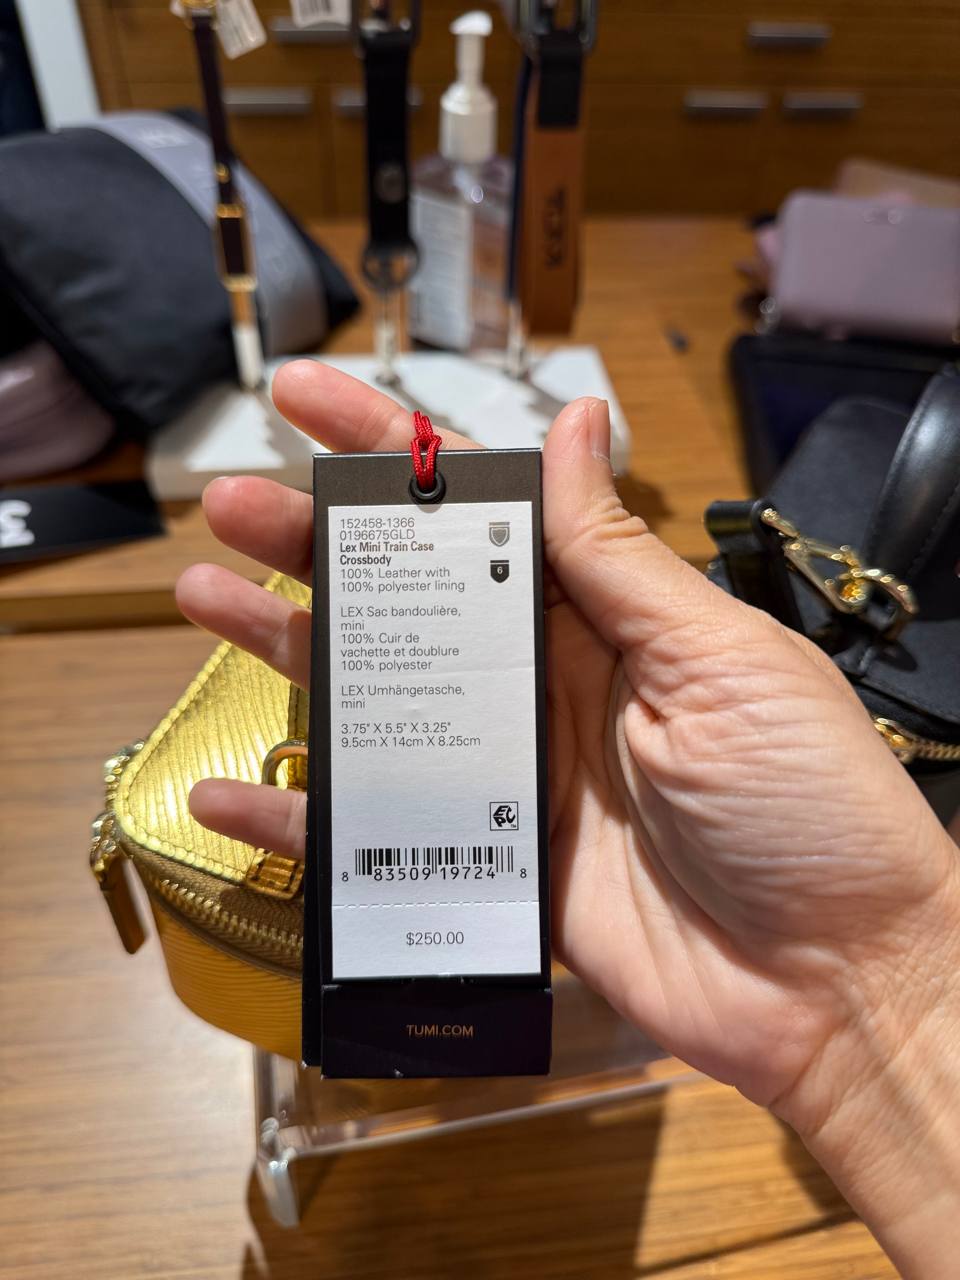 152458-1366
0196675GLD
Lex Mini Train Case
Crossbody
100% Leather with
100% polyester lining
6
LEX Sac bandoulière,
mini
100% Cuir de
vachette et doublure
100% polyester
LEX Umhängetasche,
mini
3.75" X 5.5" X 3.25"
9.5cm X 14cm X 8.25cm
EPC™
8 83509 19724 8
$250.00
TUMI.COM